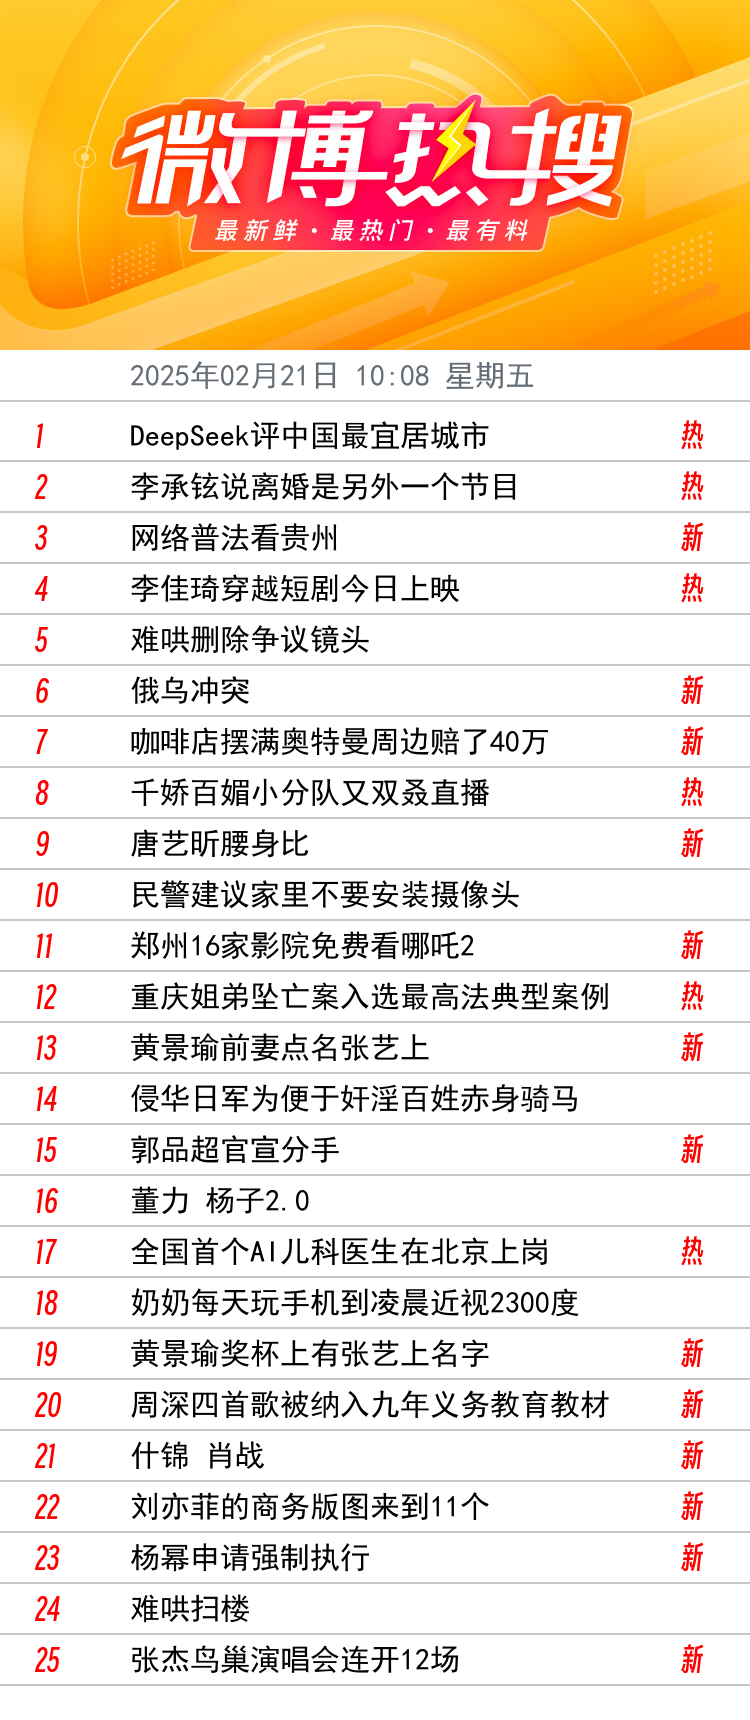 微博热搜
最新鲜·最热门·最有料
2025年02月21日 10:08 星期五
1 DeepSeek评中国最宜居城市 热
2 李承铉说离婚是另外一个节目 热
3 网络普法看贵州 新
4 李佳琦穿越短剧今日上映 热
5 难哄删除争议镜头
6 俄乌冲突 新
7 咖啡店摆满奥特曼周边赔了40万 新
8 千娇百媚小分队又双叒直播 热
9 唐艺昕腰身比 新
10 民警建议家里不要安装摄像头
11 郑州16家影院免费看哪吒2 新
12 重庆姐弟坠亡案入选最高法典型案例 热
13 黄景瑜前妻点名张艺上 新
14 侵华日军为便于奸淫百姓赤身骑马
15 郭品超官宣分手 新
16 董力 杨子2.0
17 全国首个AI儿科医生在北京上岗 热
18 奶奶每天玩手机到凌晨近视2300度
19 黄景瑜奖杯上有张艺上名字 新
20 周深四首歌被纳入九年义务教育教材 新
21 什锦 肖战 新
22 刘亦菲的商务版图来到11个 新
23 杨幂申请强制执行 新
24 难哄扫楼
25 张杰鸟巢演唱会连开12场 新